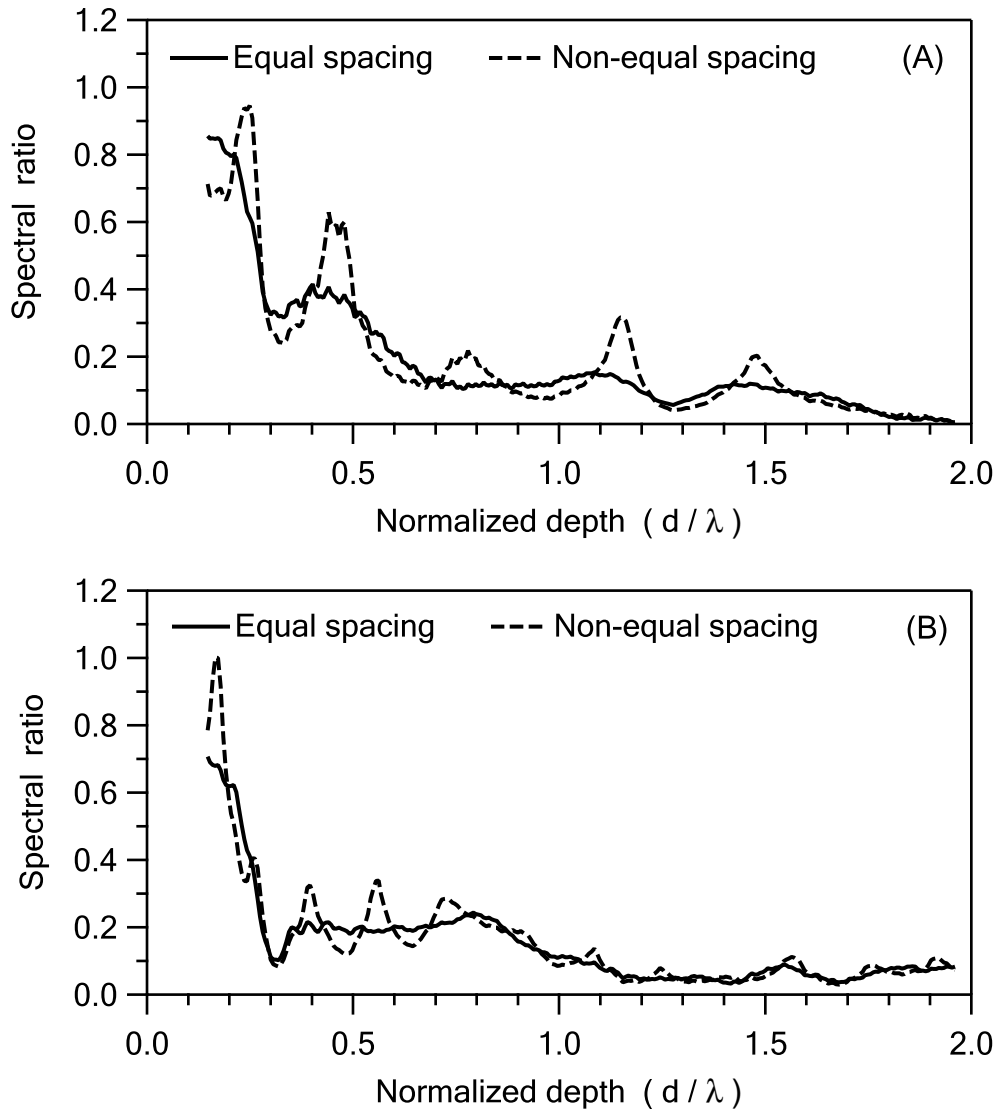 1.2
Equal spacing Non-equal spacing (A)
1.0
0.8
0.6
0.4
0.2
0.0
Spectral ratio
0.0 0.5 1.0 1.5 2.0
Normalized depth ( d / λ )
1.2
Equal spacing Non-equal spacing (B)
1.0
0.8
0.6
0.4
0.2
0.0
Spectral ratio
0.0 0.5 1.0 1.5 2.0
Normalized depth ( d / λ )